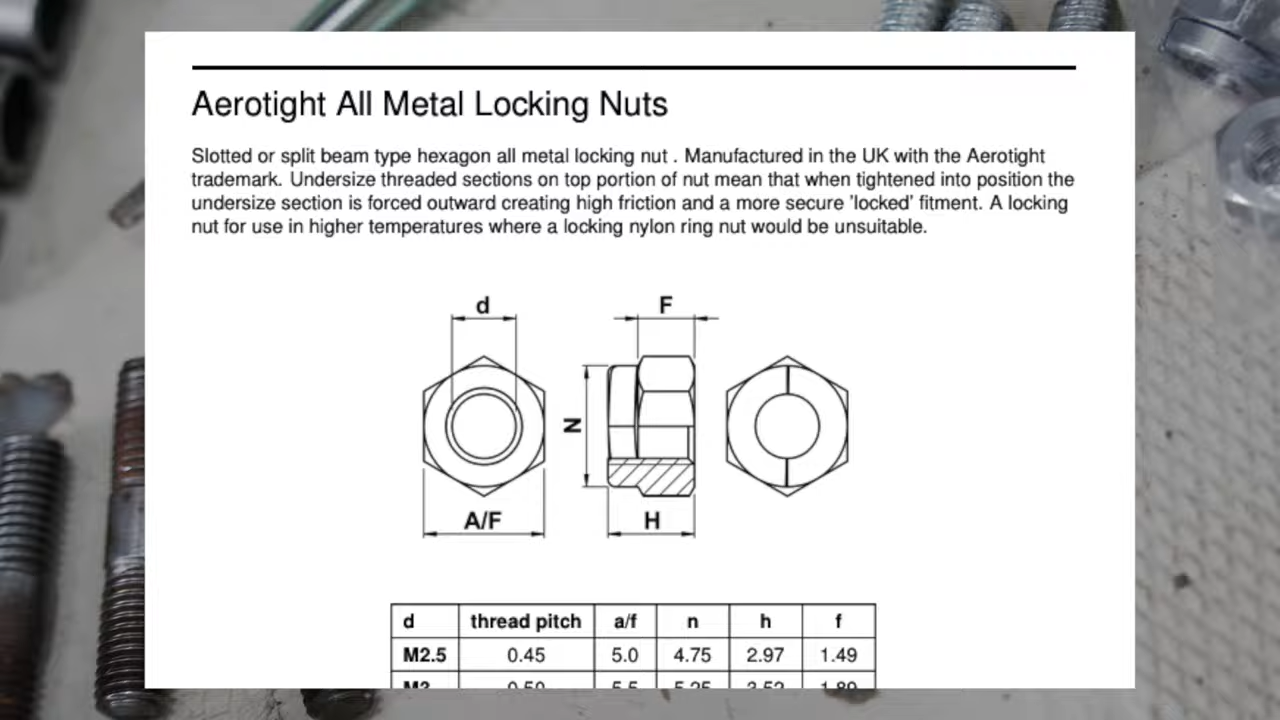 Aerotight All Metal Locking Nuts
Slotted or split beam type hexagon all metal locking nut . Manufactured in the UK with the Aerotight
trademark. Undersize threaded sections on top portion of nut mean that when tightened into position the
undersize section is forced outward creating high friction and a more secure 'locked' fitment. A locking
nut for use in higher temperatures where a locking nylon ring nut would be unsuitable.
d F
N
A/F H
d thread pitch a/f n h f
M2.5 0.45 5.0 4.75 2.97 1.49